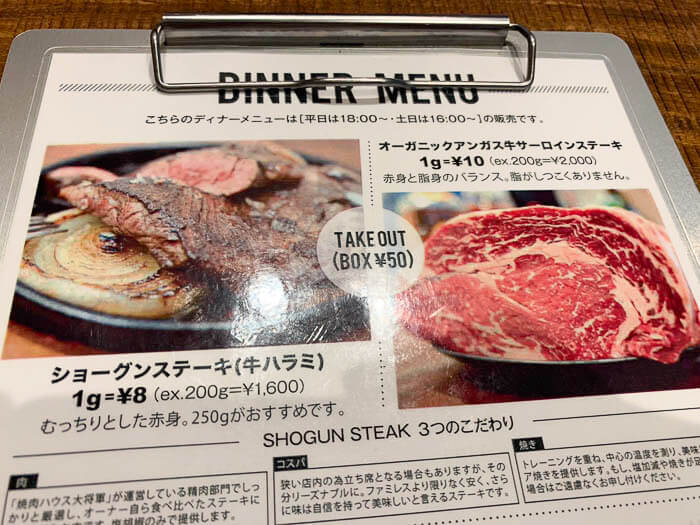 DINNER MENU
こちらのディナーメニューは[平日は18:00〜・土日は16:00〜]の販売です。
オーガニックアンガス牛サーロインステーキ
1g=¥10 (ex.200g=¥2,000)
赤身と脂身のバランス。脂がしつこくありません。
TAKE OUT
(BOX ¥50)
ショーグンステーキ(牛ハラミ)
1g=¥8 (ex.200g=¥1,600)
むっちりとした赤身。250gがおすすめです。
SHOGUN STEAK 3つのこだわり
肉
「焼肉ハウス大将軍」が運営している精肉部門でしっ
かりと厳選し、オーナー自ら食べ比べたステーキに
塩胡椒のみで提供します。
コスパ
狭い店内の為立ち席となる場合もありますが、その
分リーズナブルに。ファミレスより限りなく安く、さら
に味は自信を持って美味しいと言えるステーキです。
焼き
トレーニングを重ね、中心の温度を測り、美味
ア焼きを提供します。もし、塩加減や焼きが
場合はご遠慮なくお申し付けください。